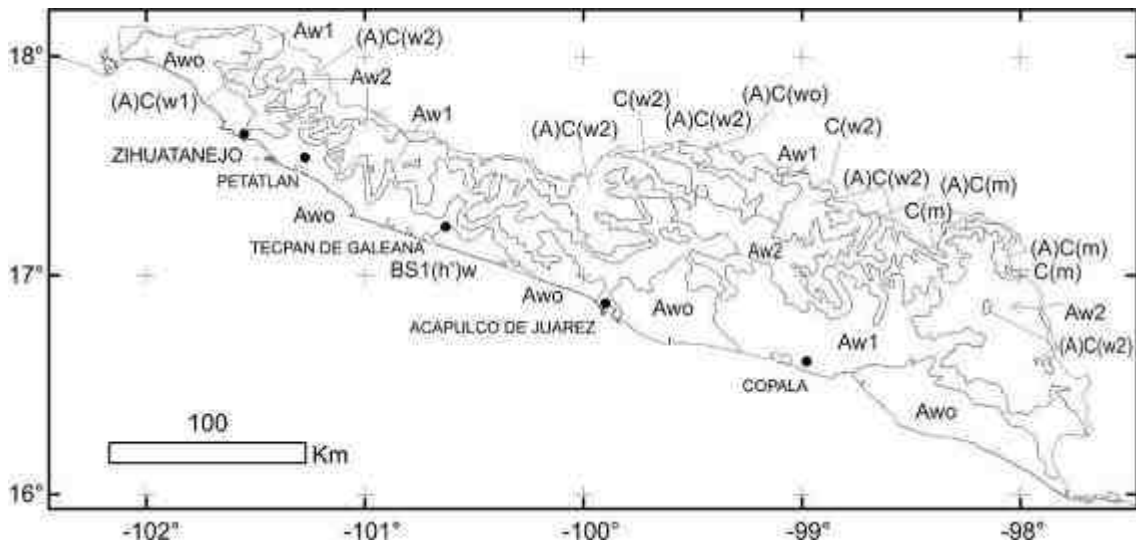 Aw1
(A)C(w2)
18°
Awo
Aw2
(A)C(w1)
Aw1
C(w2)
(A)C(wo)
(A)C(w2)
(A)C(w2)
C(w2)
ZIHUATANEJO
Aw1
PETATLAN
(A)C(w2)
(A)C(m)
Awo
C(m)
TECPAN DE GALEANA
Aw2
(A)C(m)
17°
BS1(h')w
C(m)
Awo
Awo
Aw2
ACAPULCO DE JUAREZ
Aw1
(A)C(w2)
COPALA
Awo
100
Km
16°
-102°
-101°
-100°
-99°
-98°